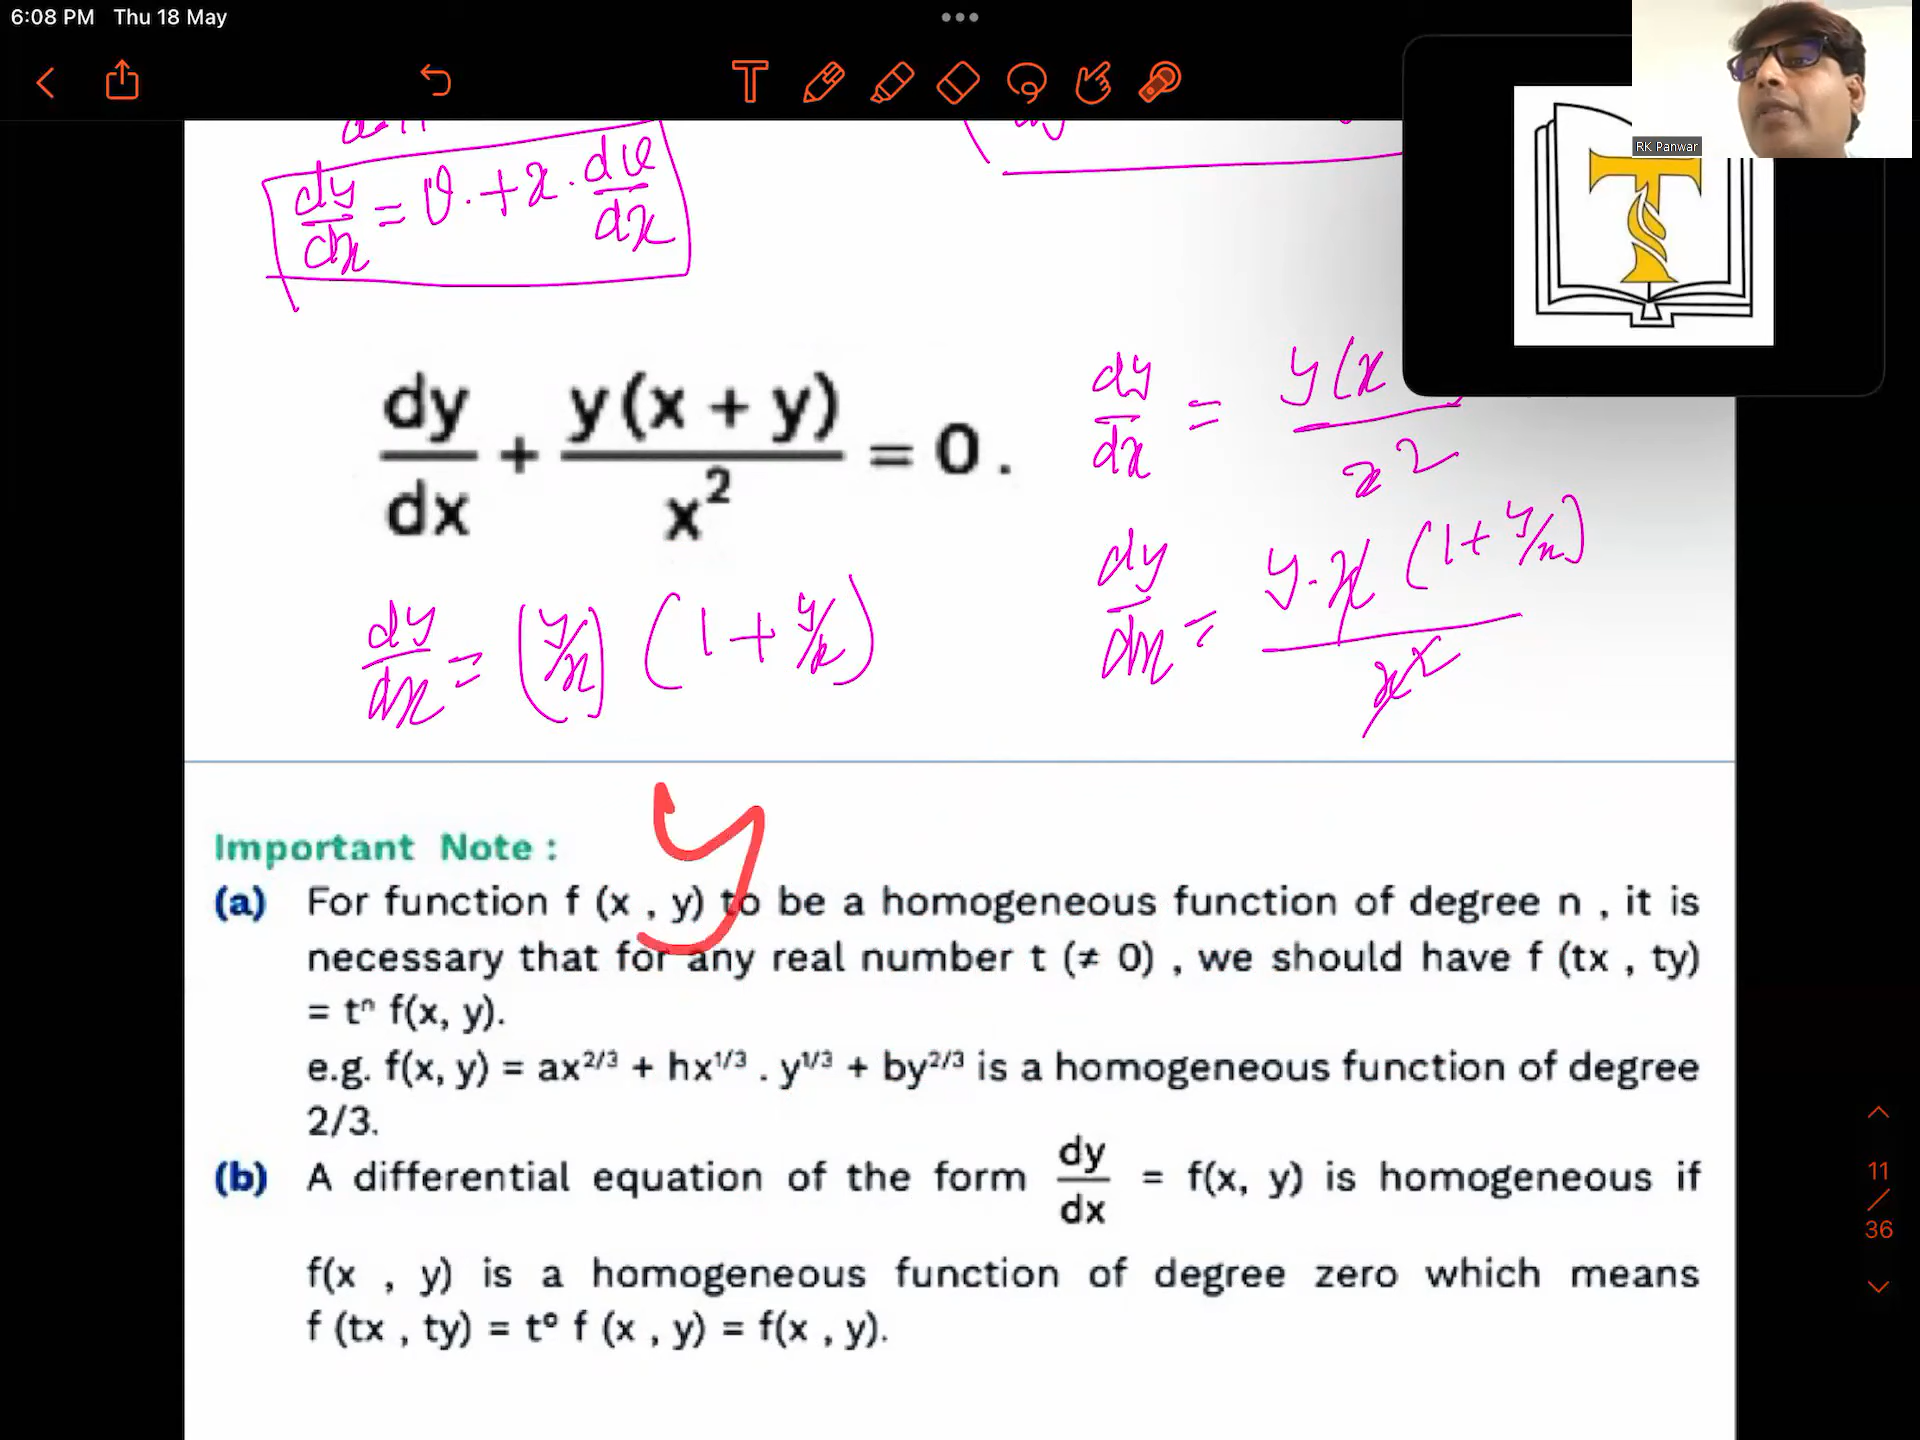 6:08 PM Thu 18 May
RK Panwar
dy/dx = v + x · dv/dx
dy/dx + y(x + y)/x² = 0 .
dy/dx = y(x / x²
dy/dx = y·x (1 + y/x) / x²
dy/dx = (y/x) (1 + y/x)
y
Important Note :
(a) For function f (x , y) to be a homogeneous function of degree n , it is
necessary that for any real number t (≠ 0) , we should have f (tx , ty)
= tⁿ f(x, y).
e.g. f(x, y) = ax^2/3 + hx^1/3 . y^1/3 + by^2/3 is a homogeneous function of degree
2/3.
(b) A differential equation of the form dy/dx = f(x, y) is homogeneous if
f(x , y) is a homogeneous function of degree zero which means
f (tx , ty) = t° f (x , y) = f(x , y).
11
/
36